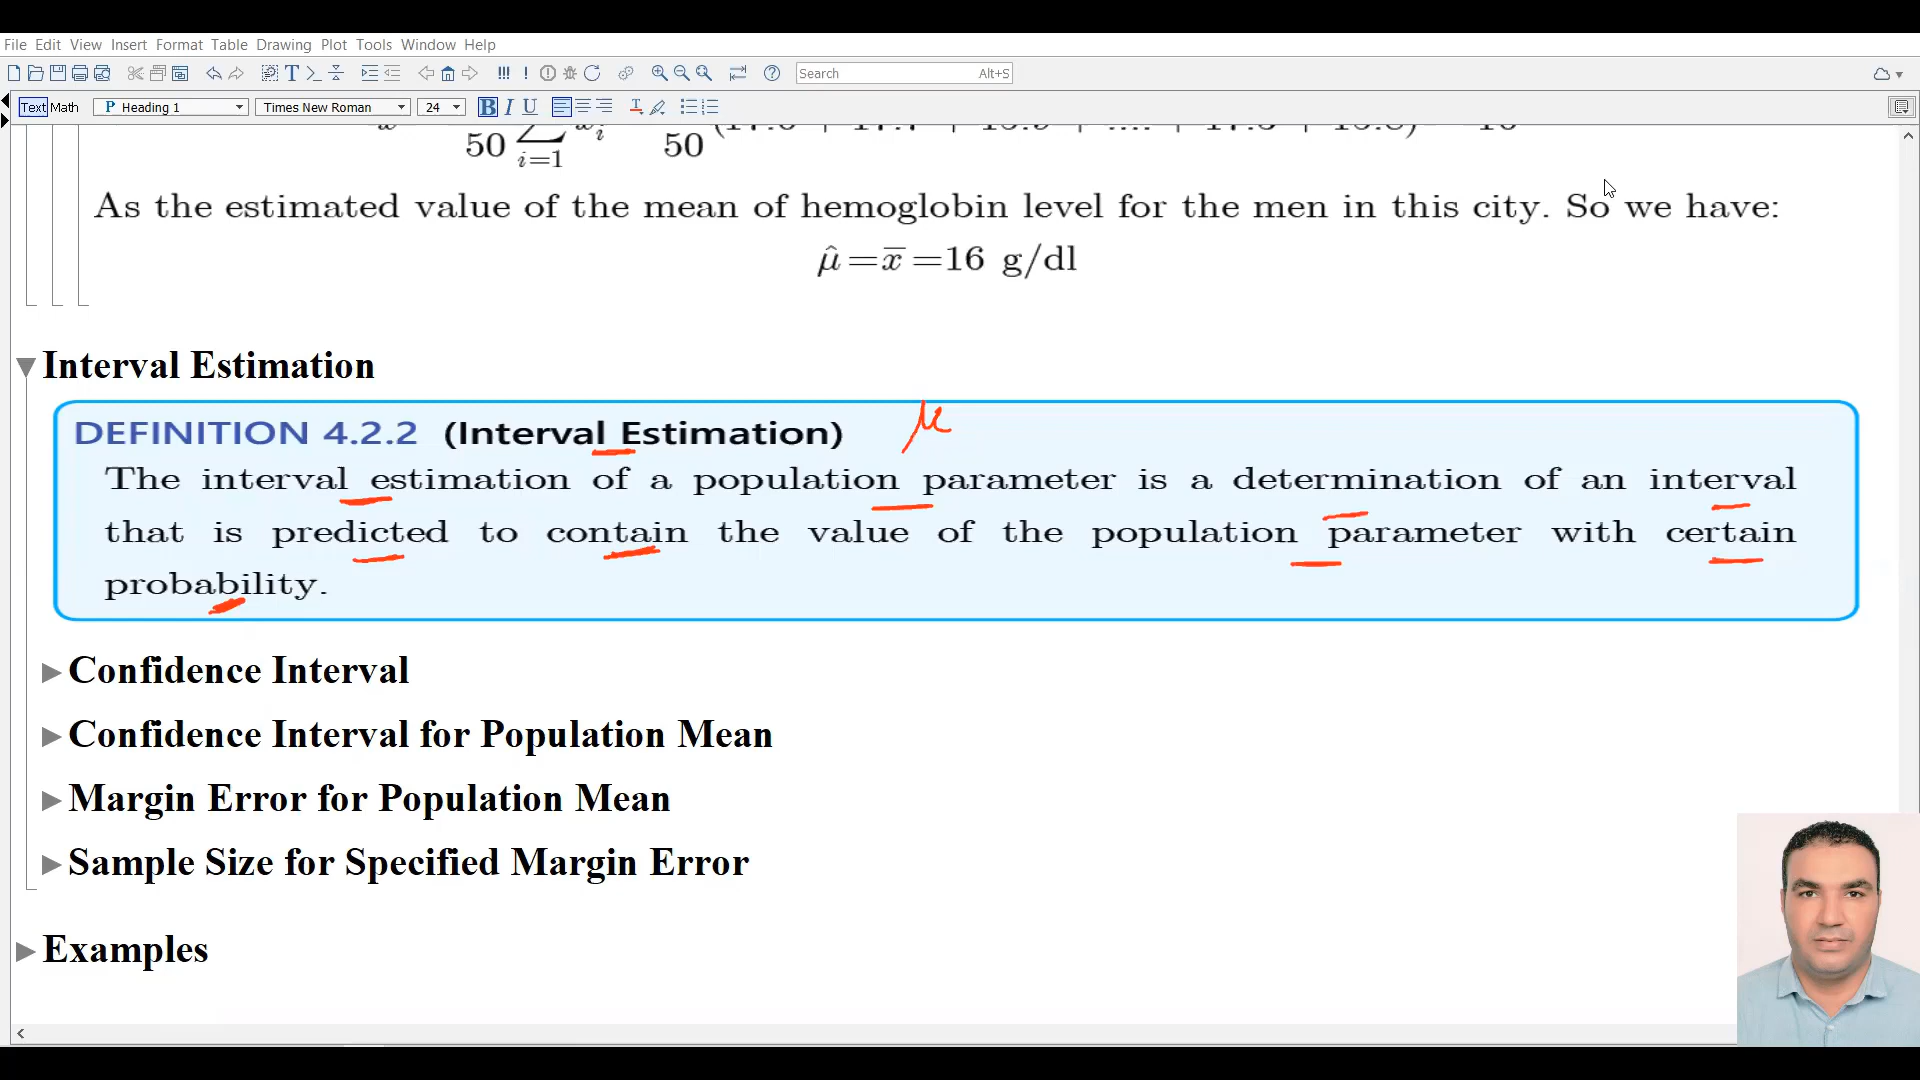 File Edit View Insert Format Table Drawing Plot Tools Window Help
Search Alt+S
Text Math P Heading 1 Times New Roman 24 B I U
50 i=1 i 50
As the estimated value of the mean of hemoglobin level for the men in this city. So we have:
μ̂ = x̄ = 16 g/dl
Interval Estimation
DEFINITION 4.2.2 (Interval Estimation) μ
The interval estimation of a population parameter is a determination of an interval
that is predicted to contain the value of the population parameter with certain
probability.
Confidence Interval
Confidence Interval for Population Mean
Margin Error for Population Mean
Sample Size for Specified Margin Error
Examples